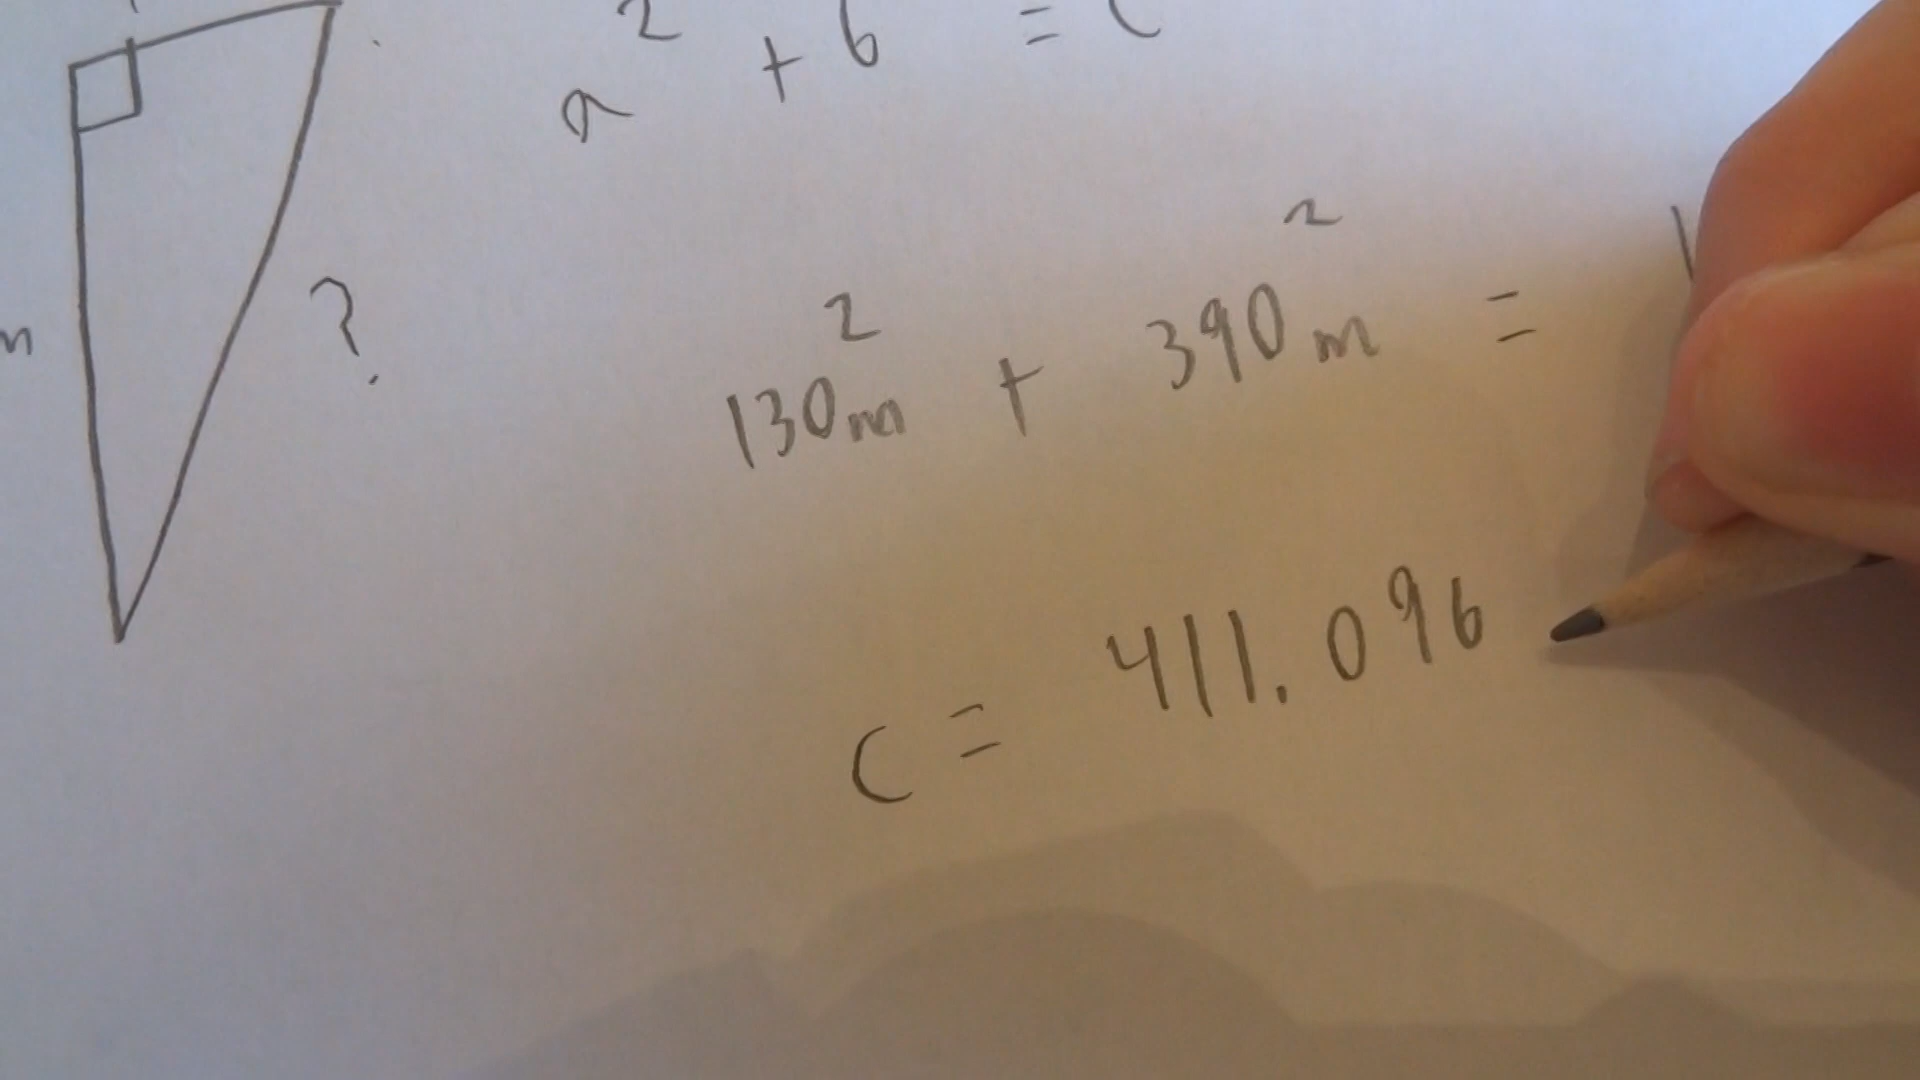 a² + b = c
m
?
130m² + 390m² =
c = 411.096